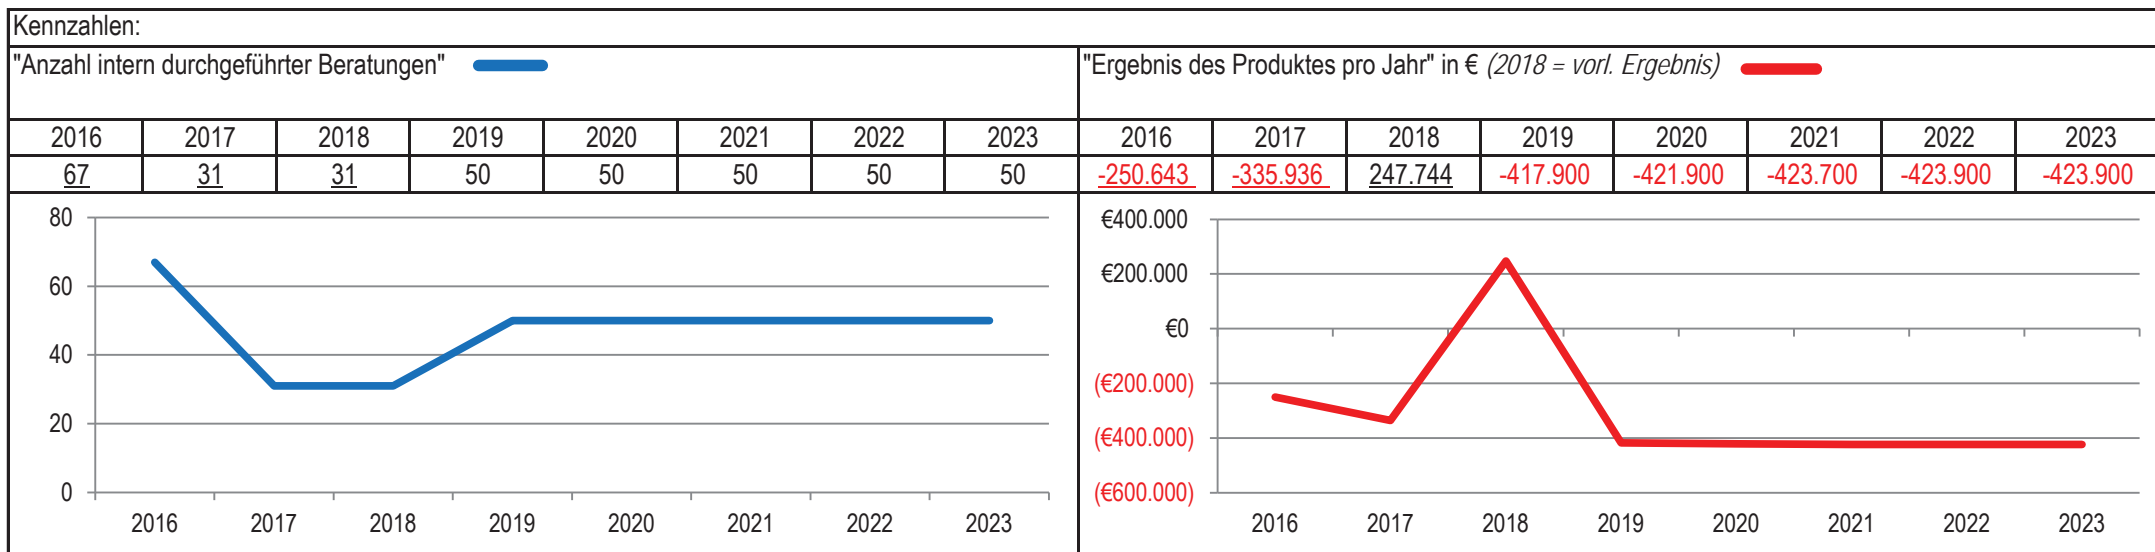 Kennzahlen:
"Anzahl intern durchgeführter Beratungen"
"Ergebnis des Produktes pro Jahr" in € (2018 = vorl. Ergebnis)
2016 2017 2018 2019 2020 2021 2022 2023 2016 2017 2018 2019 2020 2021 2022 2023
67 31 31 50 50 50 50 50 -250.643 -335.936 247.744 -417.900 -421.900 -423.700 -423.900 -423.900
80
60
40
20
0
2016 2017 2018 2019 2020 2021 2022 2023
€400.000
€200.000
€0
(€200.000)
(€400.000)
(€600.000)
2016 2017 2018 2019 2020 2021 2022 2023